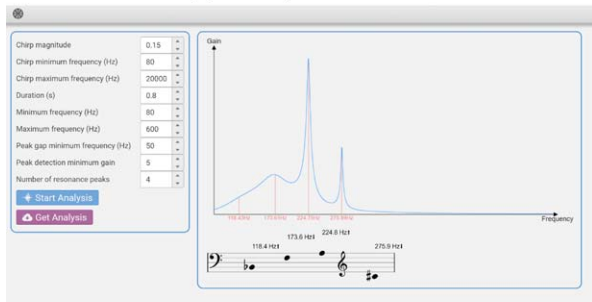 Chirp magnitude 0.15
Chirp minimum frequency (Hz) 80
Chirp maximum frequency (Hz) 20000
Duration (s) 0.8
Minimum frequency (Hz) 80
Maximum frequency (Hz) 600
Peak gap minimum frequency (Hz) 50
Peak detection minimum gain 5
Number of resonance peaks 4
Start Analysis
Get Analysis
Gain
Frequency
118.4 Hz
173.6 Hz
224.8 Hz
275.9 Hz